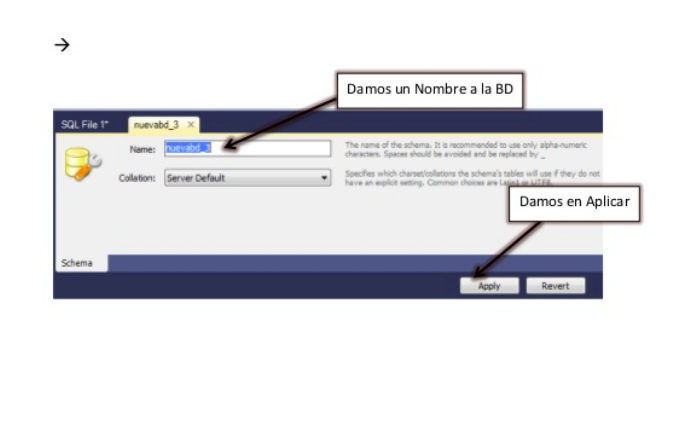 →
Damos un Nombre a la BD
SQL File 1*
nuevabd_3 ×
Name:
nuevabd_3
The name of the schema. It is recommended to use only alpha-numeric
characters. Spaces should be avoided and be replaced by _
Collation:
Server Default
Specifies which charset/collations the schema's tables will use if they do not
have an explicit setting. Common choices are Latin1 or UTF8.
Damos en Aplicar
Schema
Apply
Revert